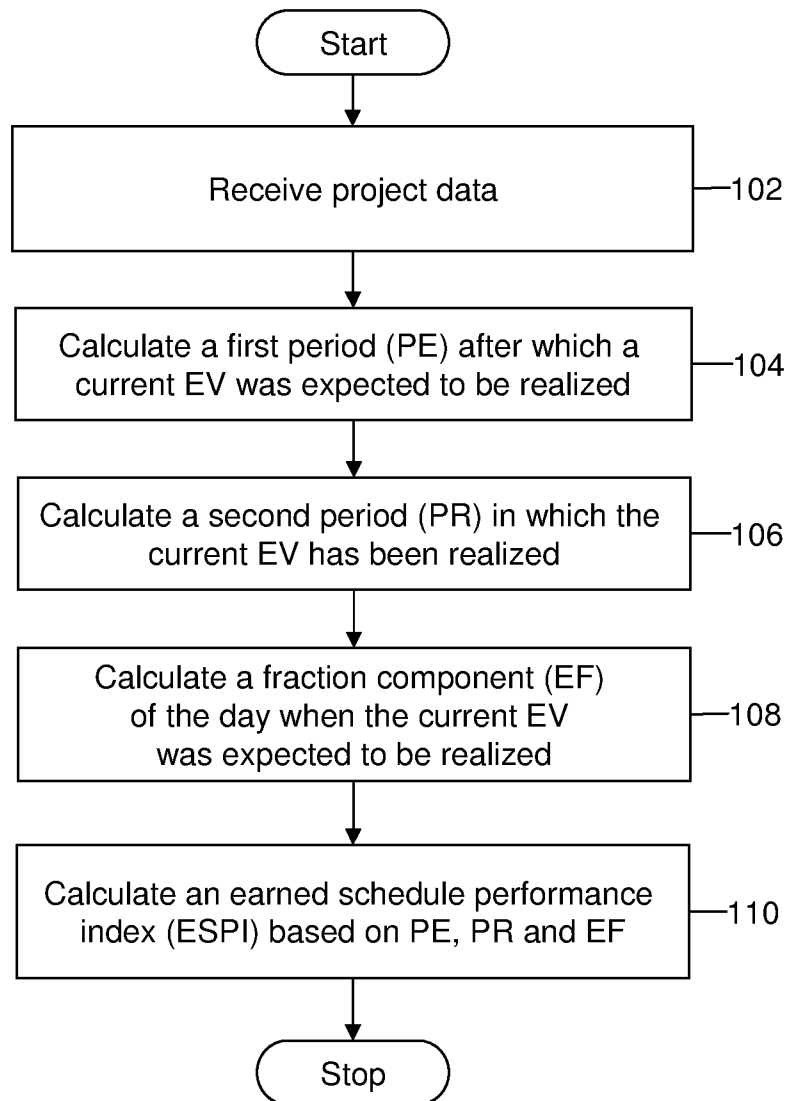 Start
Receive project data
102
Calculate a first period (PE) after which a
current EV was expected to be realized
104
Calculate a second period (PR) in which the
current EV has been realized
106
Calculate a fraction component (EF)
of the day when the current EV
was expected to be realized
108
Calculate an earned schedule performance
index (ESPI) based on PE, PR and EF
110
Stop